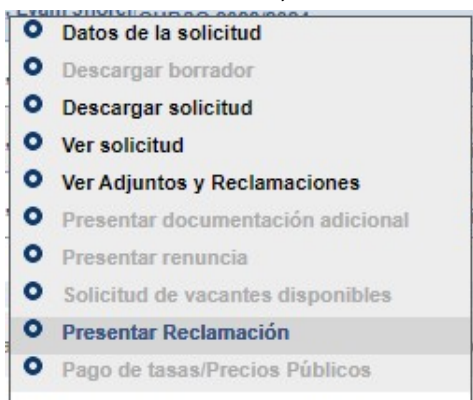 Datos de la solicitud
Descargar borrador
Descargar solicitud
Ver solicitud
Ver Adjuntos y Reclamaciones
Presentar documentación adicional
Presentar renuncia
Solicitud de vacantes disponibles
Presentar Reclamación
Pago de tasas/Precios Públicos